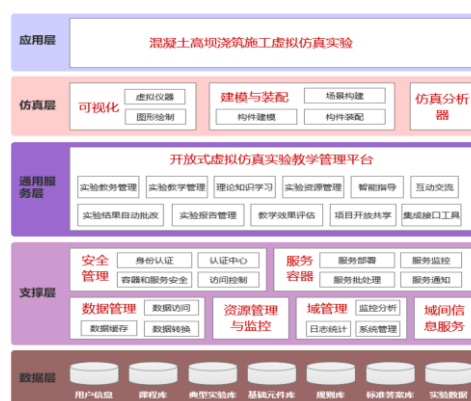 应用层
混凝土高坝浇筑施工虚拟仿真实验
仿真层
可视化
虚拟仪器
图形绘制
建模与装配
场景构建
构件建模
构件装配
仿真分析
器
通用服
务层
开放式虚拟仿真实验教学管理平台
实验教务管理
实验教学管理
理论知识学习
实验资源管理
智能指导
互动交流
实验结果自动批改
实验报告管理
教学效果评估
项目开放共享
集成接口工具
支撑层
安全
管理
身份认证
认证中心
容器和服务安全
访问控制
服务
容器
服务部署
服务监控
服务批处理
服务通知
数据管理
数据访问
数据缓存
数据转换
资源管理
与监控
域管理
监控分析
日志统计
系统管理
域间信
息服务
数据层
用户信息
课程库
典型实验库
基础元件库
规则库
标准答案库
实验数据